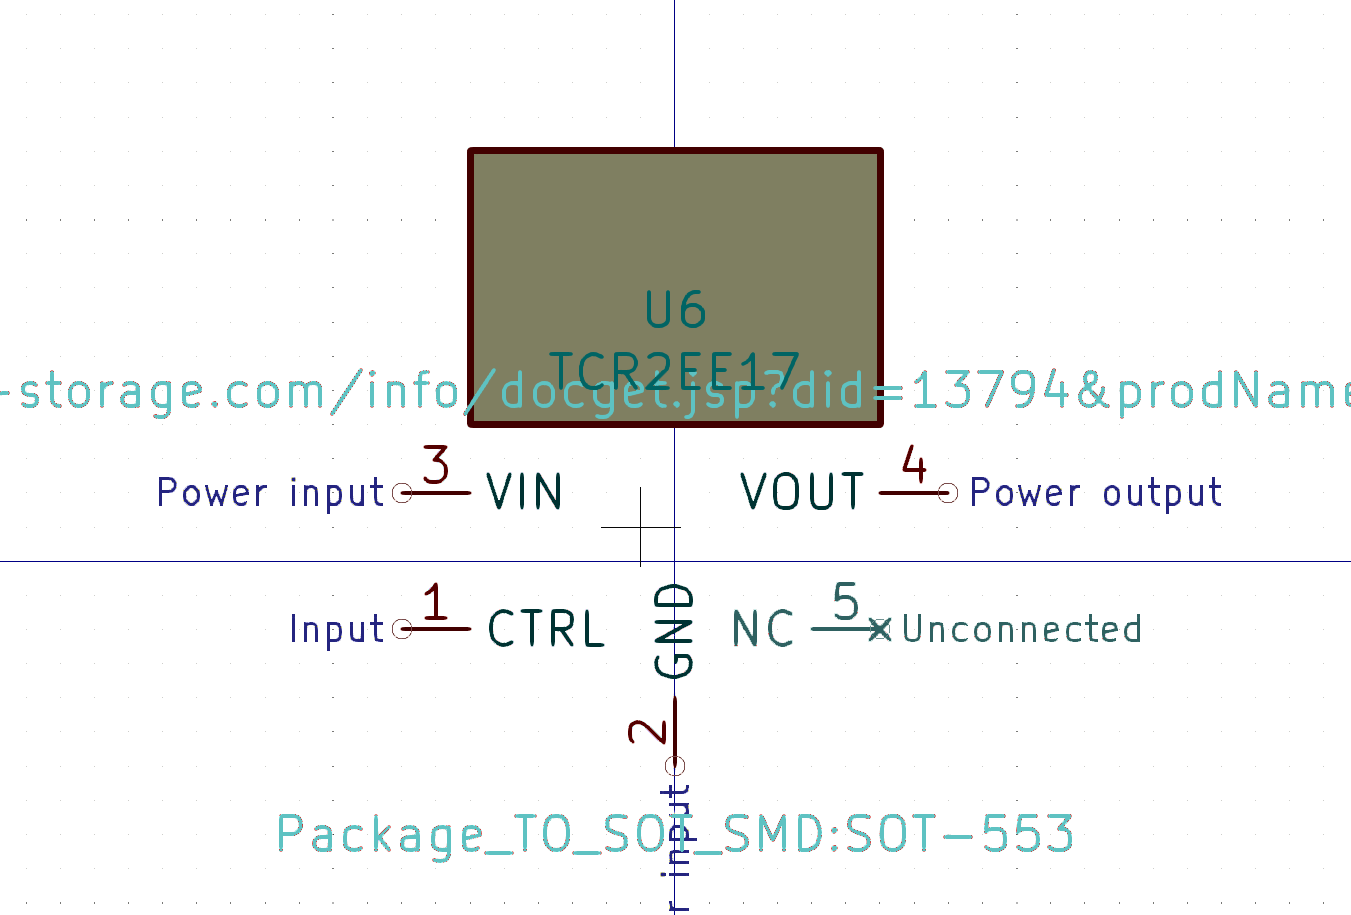 U6
TCR2EE17
-storage.com/info/docget.jsp?did=13794&prodName
3
4
Power input
VIN
VOUT
Power output
1
5
Input
CTRL
GND
NC
Unconnected
2
r input
Package_TO_SOT_SMD:SOT-553